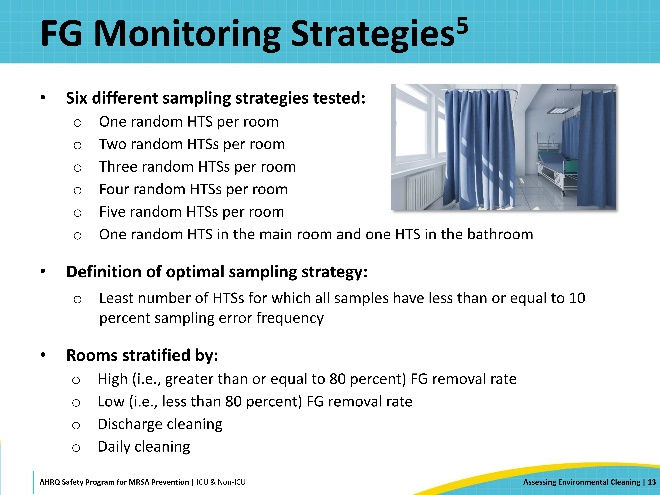 FG Monitoring Strategies5
• Six different sampling strategies tested:
o One random HTS per room
o Two random HTSs per room
o Three random HTSs per room
o Four random HTSs per room
o Five random HTSs per room
o One random HTS in the main room and one HTS in the bathroom
• Definition of optimal sampling strategy:
o Least number of HTSs for which all samples have less than or equal to 10
percent sampling error frequency
• Rooms stratified by:
o High (i.e., greater than or equal to 80 percent) FG removal rate
o Low (i.e., less than 80 percent) FG removal rate
o Discharge cleaning
o Daily cleaning
AHRQ Safety Program for MRSA Prevention | ICU & Non-ICU
Assessing Environmental Cleaning | 13